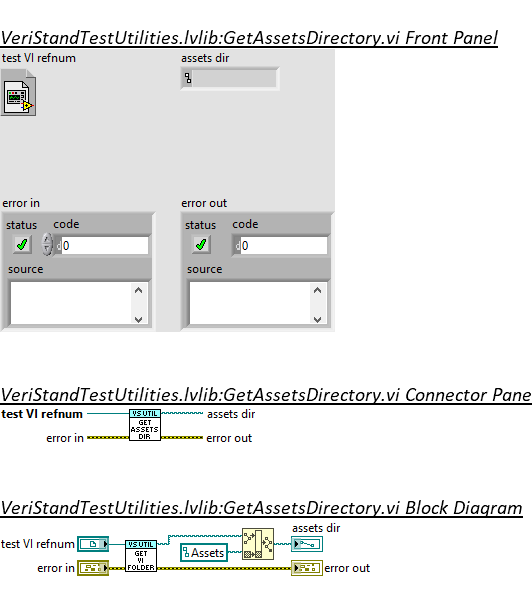 VeriStandTestUtilities.lvlib:GetAssetsDirectory.vi Front Panel
test VI refnum assets dir
error in error out
status code status code
d 0 d 0
source source
VeriStandTestUtilities.lvlib:GetAssetsDirectory.vi Connector Pane
test VI refnum VS UTIL assets dir
GET
ASSETS
error in DIR error out
VeriStandTestUtilities.lvlib:GetAssetsDirectory.vi Block Diagram
assets dir
test VI refnum VS UTIL
GET Assets
VI
error in FOLDER error out